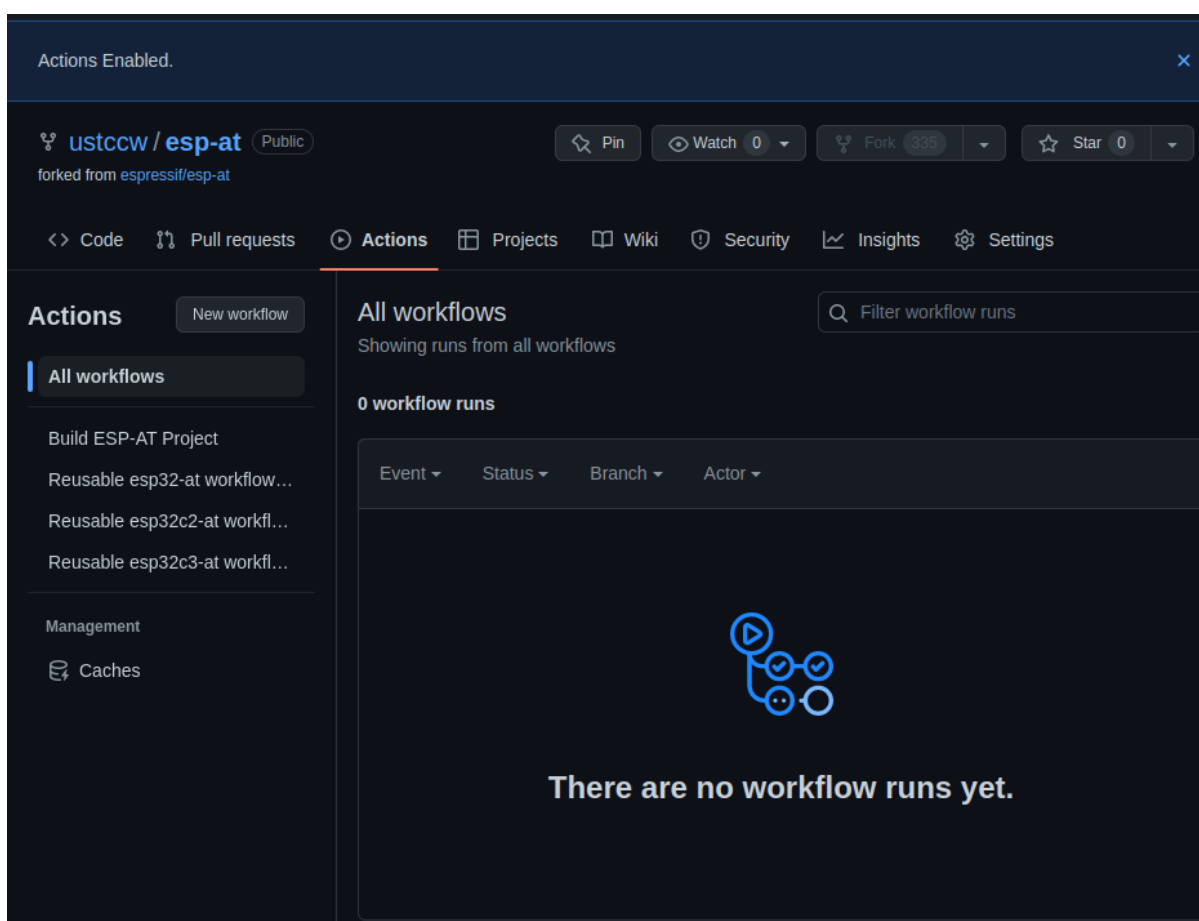 Actions Enabled.
ustccw / esp-at Public
Pin
Watch 0
Fork 335
Star 0
forked from espressif/esp-at
Code
Pull requests
Actions
Projects
Wiki
Security
Insights
Settings
Actions
New workflow
All workflows
Build ESP-AT Project
Reusable esp32-at workflow...
Reusable esp32c2-at workfl...
Reusable esp32c3-at workfl...
Management
Caches
All workflows
Filter workflow runs
Showing runs from all workflows
0 workflow runs
Event
Status
Branch
Actor
There are no workflow runs yet.